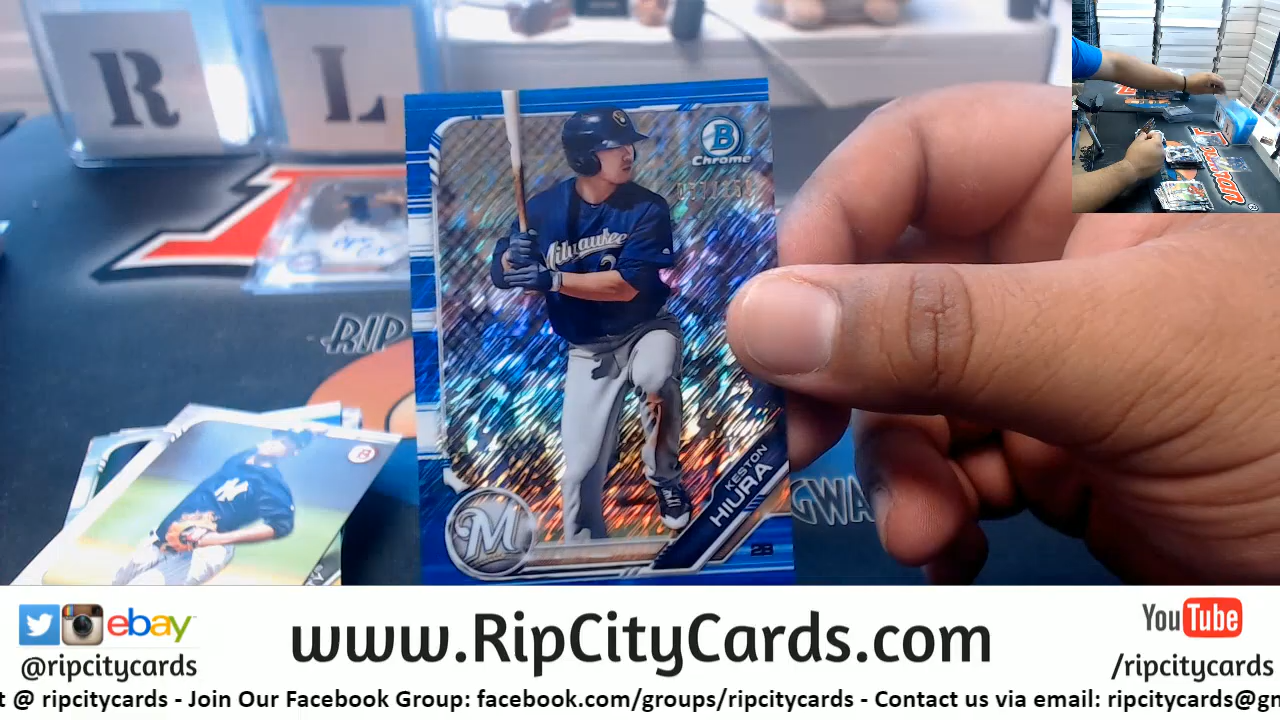 R L
B
Chrome
Milwaukee
M
KESTON
HIURA
2B
RIP
GWA
ebay
@ripcitycards
www.RipCityCards.com
YouTube
/ripcitycards
t @ ripcitycards - Join Our Facebook Group: facebook.com/groups/ripcitycards - Contact us via email: ripcitycards@gm